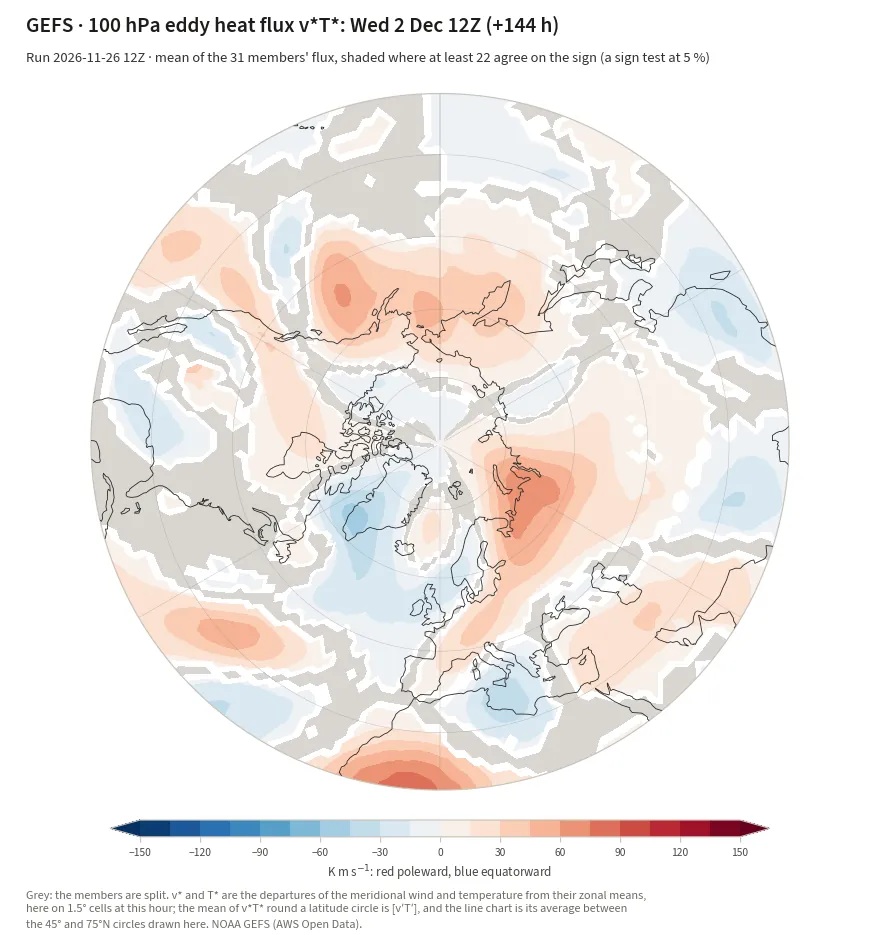 GEFS · 100 hPa eddy heat flux v*T*: Wed 2 Dec 12Z (+144 h)
Run 2026-11-26 12Z · mean of the 31 members' flux, shaded where at least 22 agree on the sign (a sign test at 5 %)
−150 −120 −90 −60 −30 0 30 60 90 120 150
K m s⁻¹: red poleward, blue equatorward
Grey: the members are split. v* and T* are the departures of the meridional wind and temperature from their zonal means,
here on 1.5° cells at this hour; the mean of v*T* round a latitude circle is [v'T'], and the line chart is its average between
the 45° and 75°N circles drawn here. NOAA GEFS (AWS Open Data).